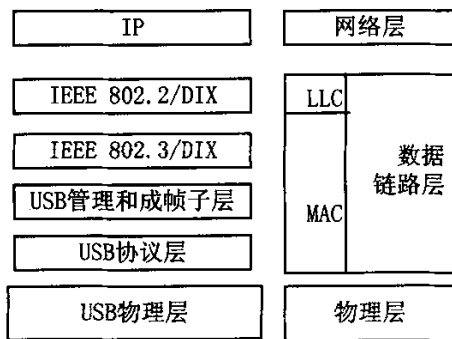 IP
网络层
IEEE 802.2/DIX
LLC
IEEE 802.3/DIX
数据
链路层
USB管理和成帧子层
MAC
USB协议层
USB物理层
物理层